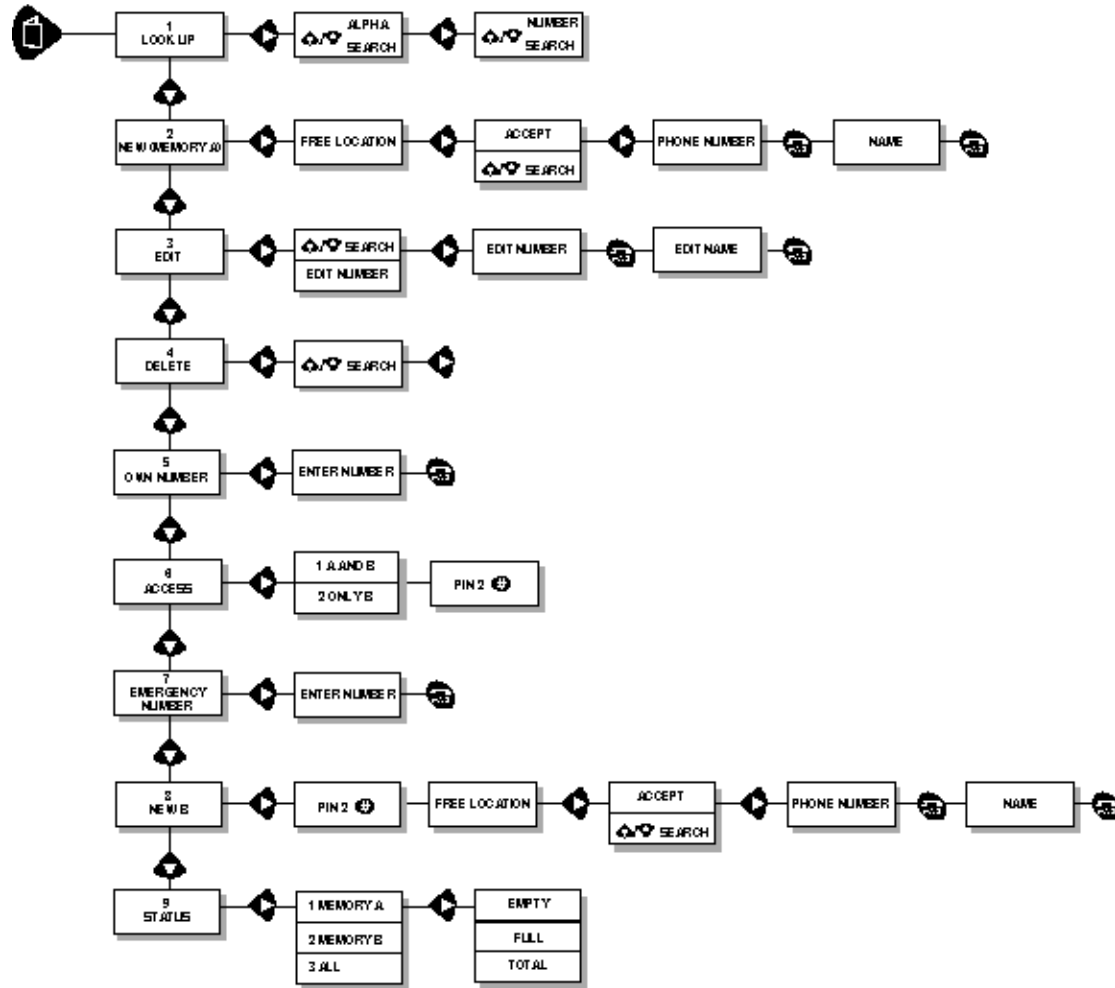 1
LOOK UP
ALPHA
SEARCH
NUMBER
SEARCH
2
NEW (MEMORY A)
FREE LOCATION
ACCEPT
SEARCH
PHONE NUMBER
NAME
3
EDIT
SEARCH
EDIT NUMBER
EDIT NUMBER
EDIT NAME
4
DELETE
SEARCH
5
OWN NUMBER
ENTER NUMBER
6
ACCESS
1 A AND B
2 ONLY B
PIN 2 #
7
EMERGENCY
NUMBER
ENTER NUMBER
8
NEW B
PIN 2 #
FREE LOCATION
ACCEPT
SEARCH
PHONE NUMBER
NAME
9
STATUS
1 MEMORY A
2 MEMORY B
3 ALL
EMPTY
FULL
TOTAL